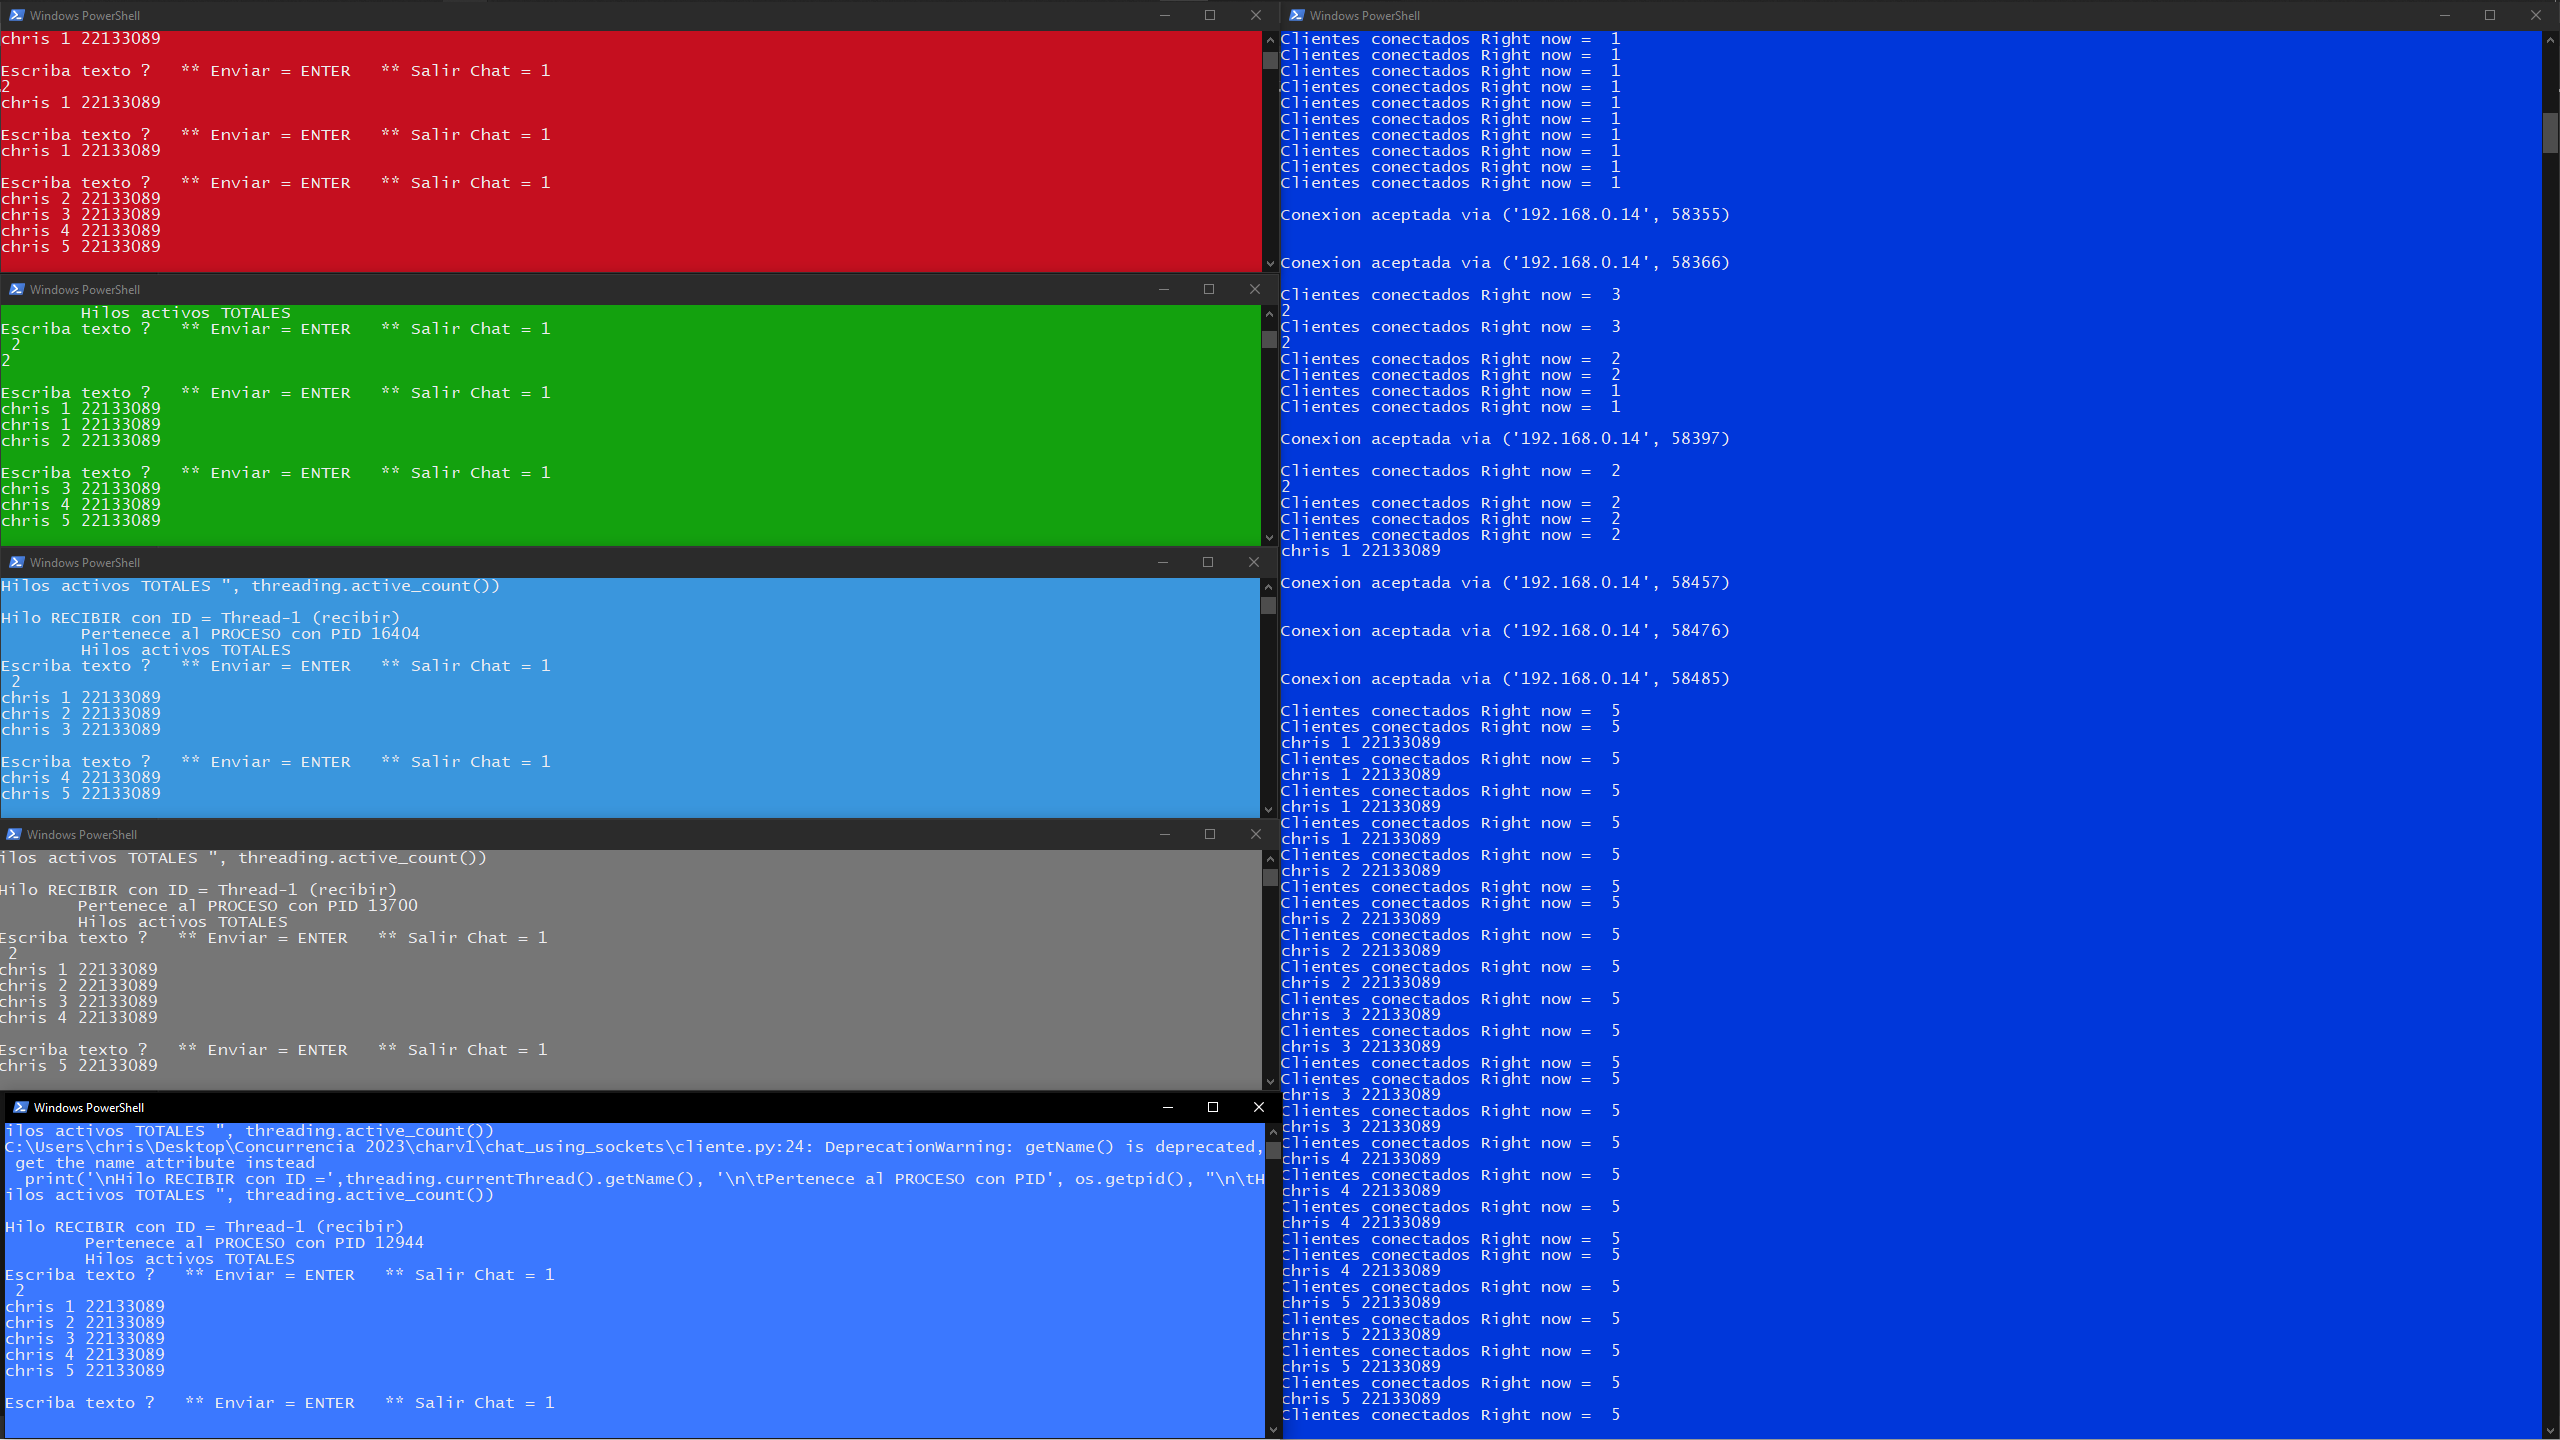 Windows PowerShell
chris 1 22133089
Escriba texto ?   ** Enviar = ENTER   ** Salir Chat = 1
2
chris 1 22133089
Escriba texto ?   ** Enviar = ENTER   ** Salir Chat = 1
chris 1 22133089
Escriba texto ?   ** Enviar = ENTER   ** Salir Chat = 1
chris 2 22133089
chris 3 22133089
chris 4 22133089
chris 5 22133089
Windows PowerShell
Hilos activos TOTALES
Escriba texto ?   ** Enviar = ENTER   ** Salir Chat = 1
2
2
Escriba texto ?   ** Enviar = ENTER   ** Salir Chat = 1
chris 1 22133089
chris 1 22133089
chris 2 22133089
Escriba texto ?   ** Enviar = ENTER   ** Salir Chat = 1
chris 3 22133089
chris 4 22133089
chris 5 22133089
Windows PowerShell
Hilos activos TOTALES ", threading.active_count())
Hilo RECIBIR con ID = Thread-1 (recibir)
Pertenece al PROCESO con PID 16404
Hilos activos TOTALES
Escriba texto ?   ** Enviar = ENTER   ** Salir Chat = 1
2
chris 1 22133089
chris 2 22133089
chris 3 22133089
Escriba texto ?   ** Enviar = ENTER   ** Salir Chat = 1
chris 4 22133089
chris 5 22133089
Windows PowerShell
ilos activos TOTALES ", threading.active_count())
Hilo RECIBIR con ID = Thread-1 (recibir)
Pertenece al PROCESO con PID 13700
Hilos activos TOTALES
Escriba texto ?   ** Enviar = ENTER   ** Salir Chat = 1
2
chris 1 22133089
chris 2 22133089
chris 3 22133089
chris 4 22133089
Escriba texto ?   ** Enviar = ENTER   ** Salir Chat = 1
chris 5 22133089
Windows PowerShell
ilos activos TOTALES ", threading.active_count())
C:\Users\chris\Desktop\Concurrencia 2023\charv1\chat_using_sockets\cliente.py:24: DeprecationWarning: getName() is deprecated,
get the name attribute instead
print('\nHilo RECIBIR con ID =',threading.currentThread().getName(), '\n\tPertenece al PROCESO con PID', os.getpid(), "\n\tH
ilos activos TOTALES ", threading.active_count())
Hilo RECIBIR con ID = Thread-1 (recibir)
Pertenece al PROCESO con PID 12944
Hilos activos TOTALES
Escriba texto ?   ** Enviar = ENTER   ** Salir Chat = 1
2
chris 1 22133089
chris 2 22133089
chris 3 22133089
chris 4 22133089
chris 5 22133089
Escriba texto ?   ** Enviar = ENTER   ** Salir Chat = 1
Windows PowerShell
Clientes conectados Right now =  1
Clientes conectados Right now =  1
Clientes conectados Right now =  1
Clientes conectados Right now =  1
Clientes conectados Right now =  1
Clientes conectados Right now =  1
Clientes conectados Right now =  1
Clientes conectados Right now =  1
Clientes conectados Right now =  1
Clientes conectados Right now =  1
Conexion aceptada via ('192.168.0.14', 58355)
Conexion aceptada via ('192.168.0.14', 58366)
Clientes conectados Right now =  3
2
Clientes conectados Right now =  3
2
Clientes conectados Right now =  2
Clientes conectados Right now =  2
Clientes conectados Right now =  1
Clientes conectados Right now =  1
Conexion aceptada via ('192.168.0.14', 58397)
Clientes conectados Right now =  2
2
Clientes conectados Right now =  2
Clientes conectados Right now =  2
Clientes conectados Right now =  2
chris 1 22133089
Conexion aceptada via ('192.168.0.14', 58457)
Conexion aceptada via ('192.168.0.14', 58476)
Conexion aceptada via ('192.168.0.14', 58485)
Clientes conectados Right now =  5
Clientes conectados Right now =  5
chris 1 22133089
Clientes conectados Right now =  5
chris 1 22133089
Clientes conectados Right now =  5
chris 1 22133089
Clientes conectados Right now =  5
chris 1 22133089
Clientes conectados Right now =  5
chris 2 22133089
Clientes conectados Right now =  5
Clientes conectados Right now =  5
chris 2 22133089
Clientes conectados Right now =  5
chris 2 22133089
Clientes conectados Right now =  5
chris 2 22133089
Clientes conectados Right now =  5
chris 3 22133089
Clientes conectados Right now =  5
chris 3 22133089
Clientes conectados Right now =  5
Clientes conectados Right now =  5
chris 3 22133089
Clientes conectados Right now =  5
chris 3 22133089
Clientes conectados Right now =  5
chris 4 22133089
Clientes conectados Right now =  5
chris 4 22133089
Clientes conectados Right now =  5
chris 4 22133089
Clientes conectados Right now =  5
Clientes conectados Right now =  5
chris 4 22133089
Clientes conectados Right now =  5
chris 5 22133089
Clientes conectados Right now =  5
chris 5 22133089
Clientes conectados Right now =  5
chris 5 22133089
Clientes conectados Right now =  5
chris 5 22133089
Clientes conectados Right now =  5